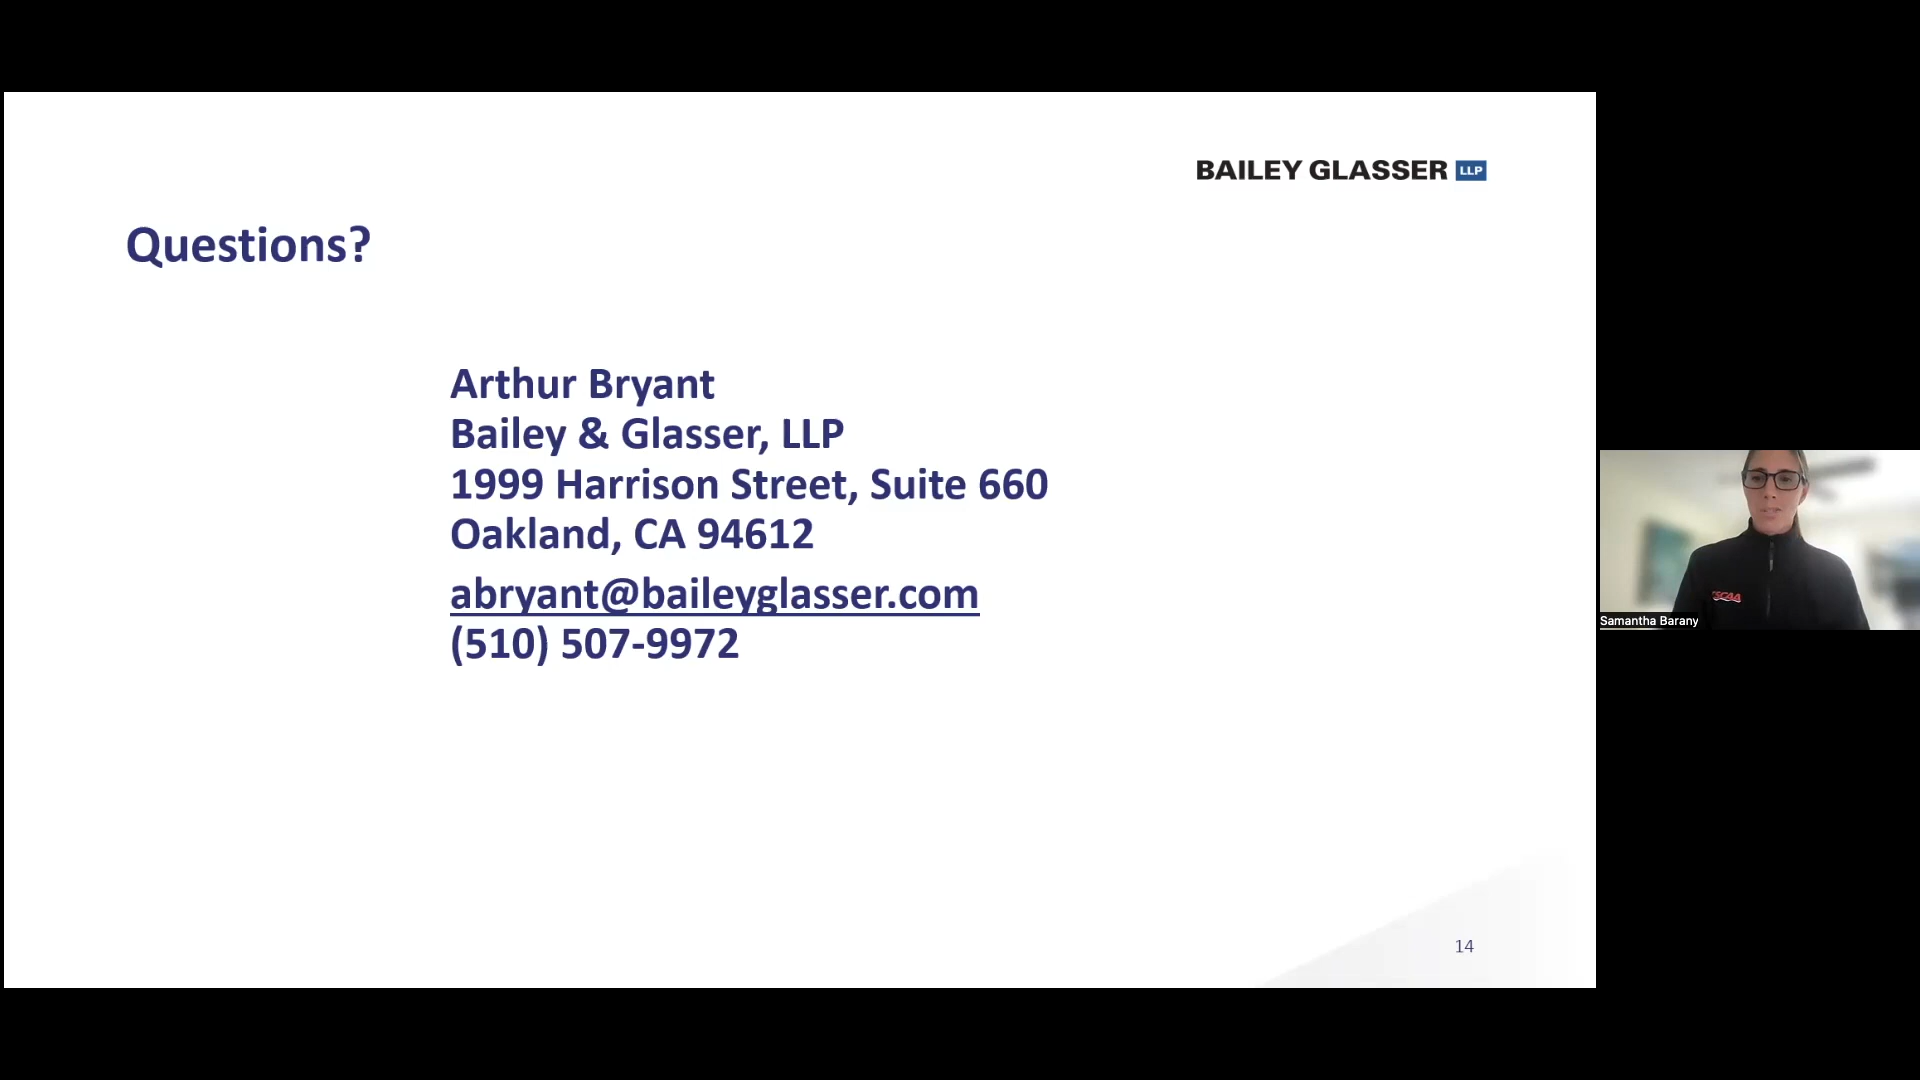 BAILEY GLASSER LLP
Questions?
Arthur Bryant
Bailey & Glasser, LLP
1999 Harrison Street, Suite 660
Oakland, CA 94612
abryant@baileyglasser.com
(510) 507-9972
CSCAA
Samantha Barany
14